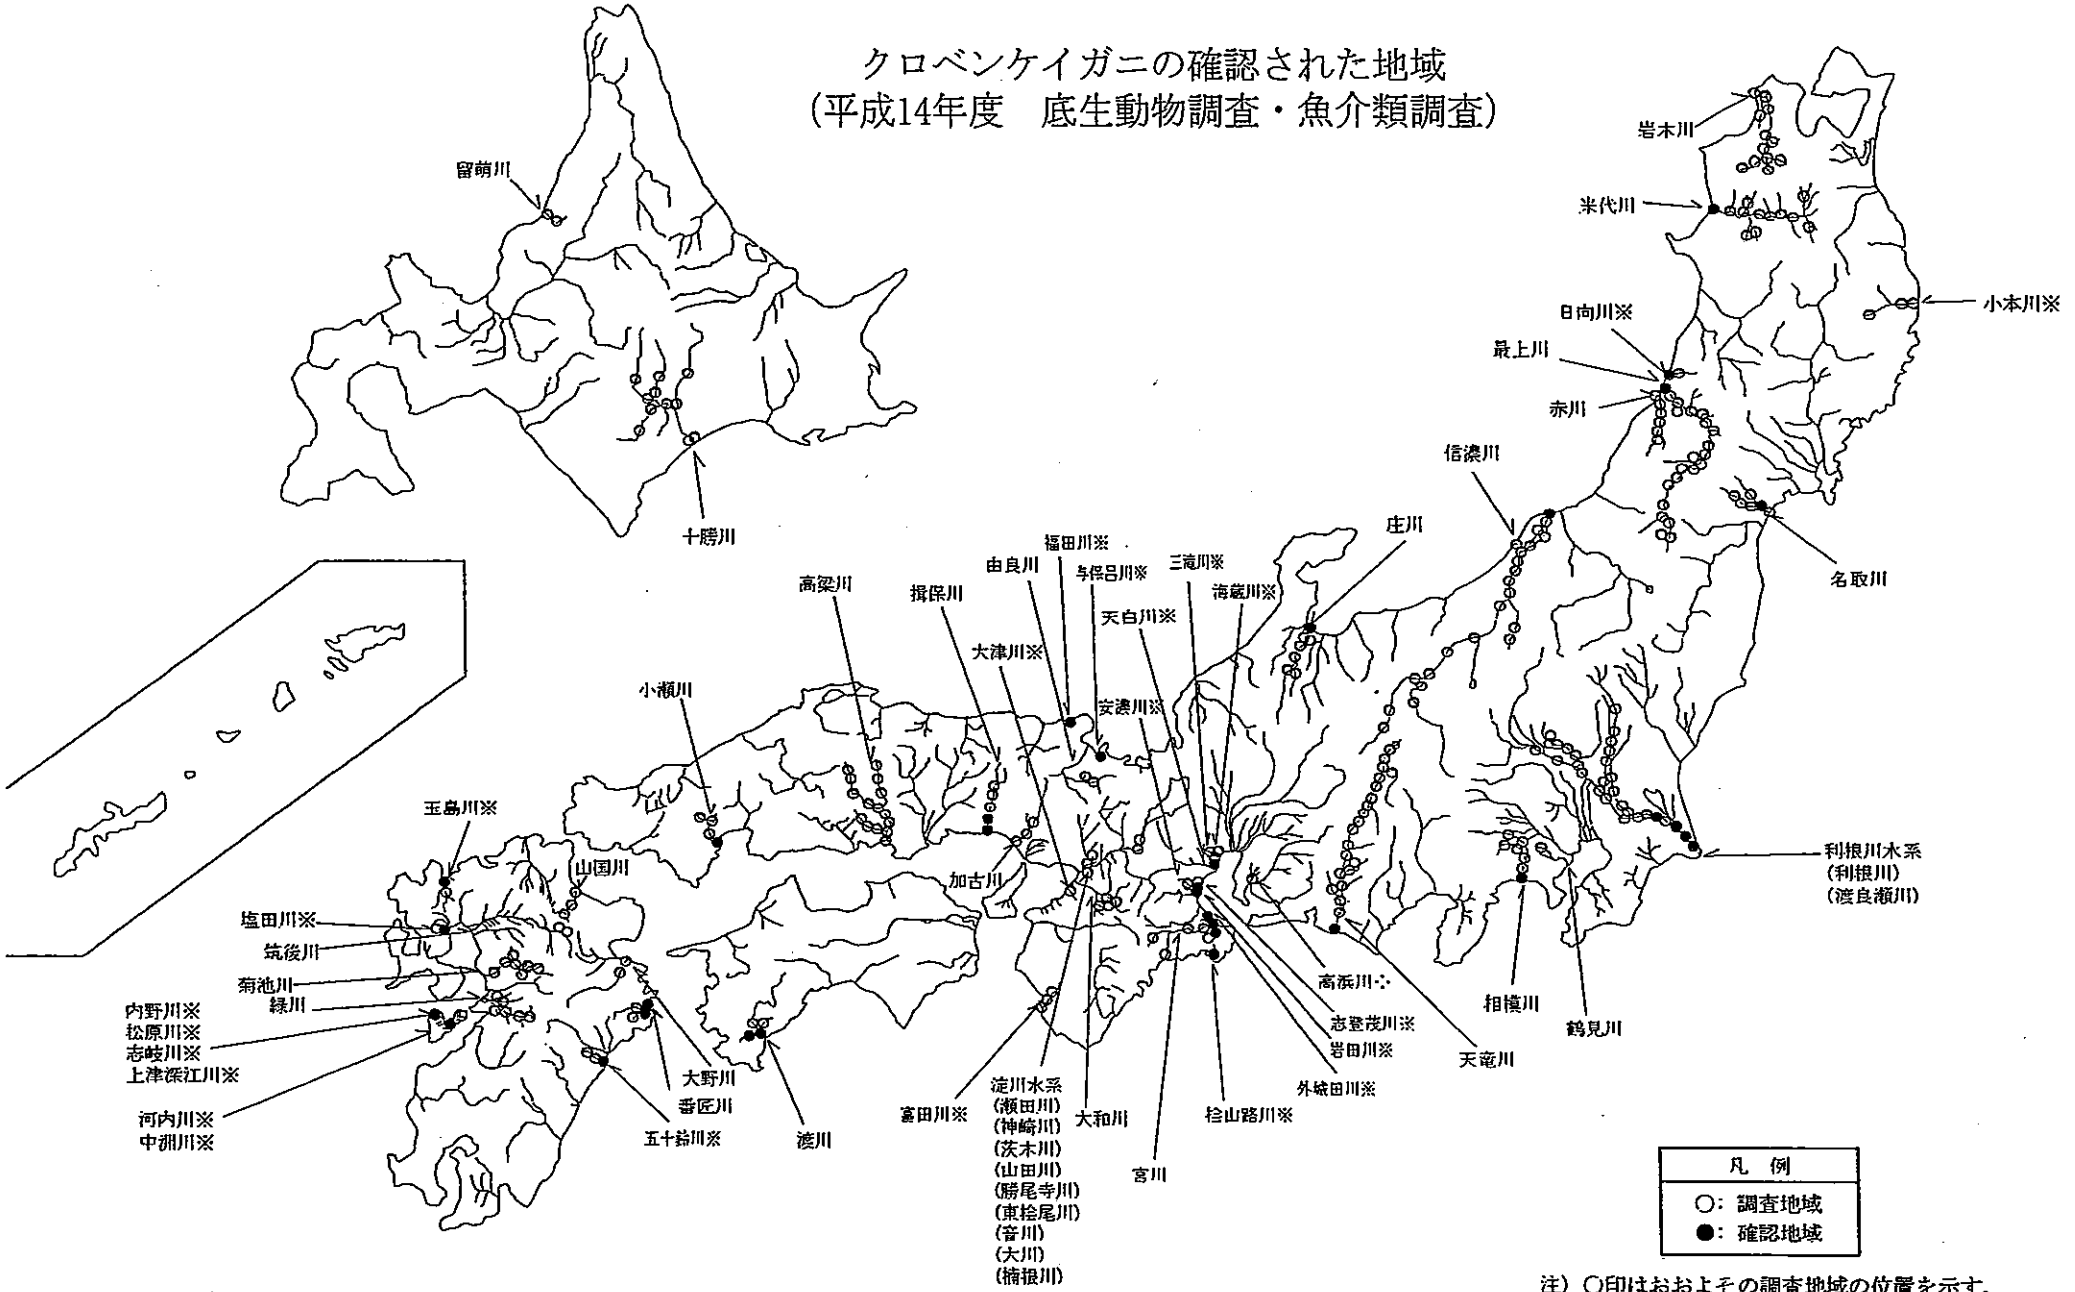 クロベンケイガニの確認された地域
(平成14年度　底生動物調査・魚介類調査)
留萌川
十勝川
岩木川
米代川
小本川※
日向川※
最上川
赤川
信濃川
名取川
庄川
福田川※
由良川
与保呂川※
三滝川※
海蔵川※
高梁川
揖保川
天白川※
大津川※
小瀬川
安濃川※
玉島川※
山国川
加古川
塩田川※
筑後川
菊池川
緑川
内野川※
松原川※
志岐川※
上津深江川※
河内川※
中洲川※
大野川
番匠川
五十鈴川※
渡川
富田川※
淀川水系
(瀬田川)
(神崎川)
(茨木川)
(山田川)
(勝尾寺川)
(東桧尾川)
(音川)
(大川)
(楠根川)
大和川
宮川
桧山路川※
外城田川※
岩田川※
志登茂川※
高浜川※
天竜川
相模川
鶴見川
利根川水系
(利根川)
(渡良瀬川)
凡 例
○: 調査地域
●: 確認地域
注) ○印はおおよその調査地域の位置を示す。